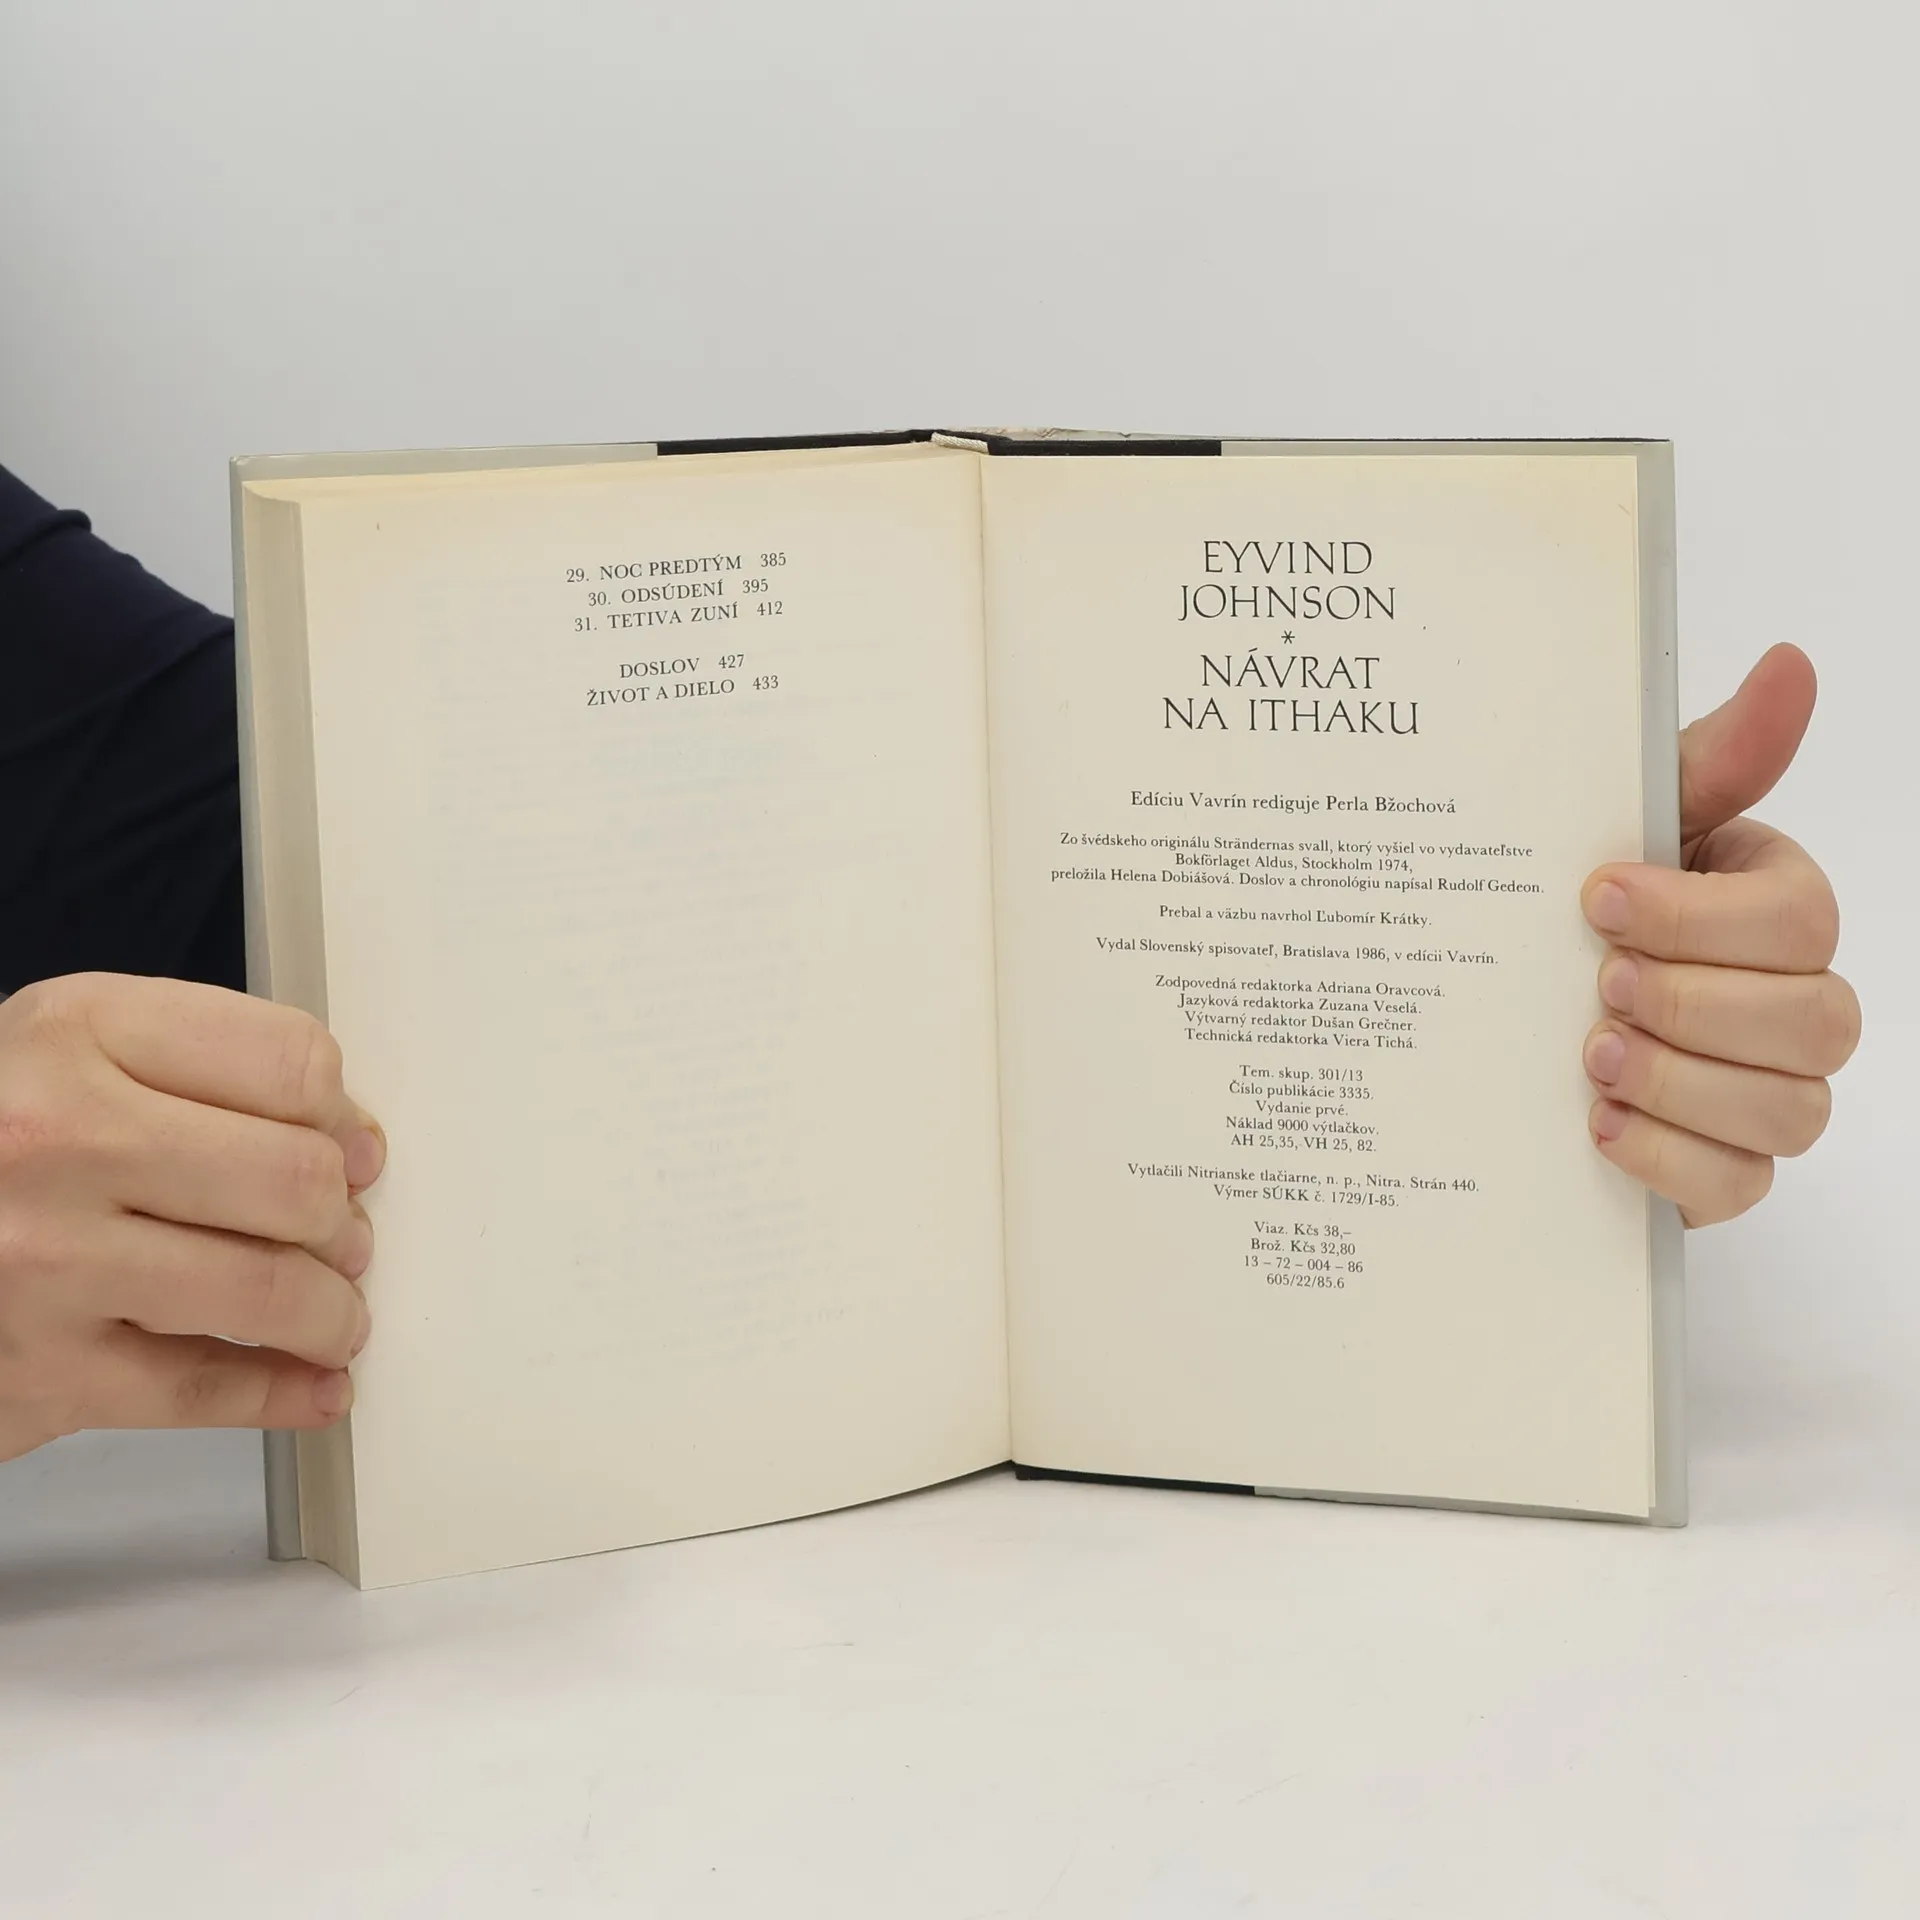 29. NOC PREDTÝM 385
30. ODSÚDENÍ 395
31. TETIVA ZUNÍ 412
DOSLOV 427
ŽIVOT A DIELO 433
EYVIND
JOHNSON
*
NÁVRAT
NA ITHAKU
Edíciu Vavrín rediguje Perla Bžochová
Zo švédskeho originálu Strändernas svall, ktorý vyšiel vo vydavateľstve
Bokförlaget Aldus, Stockholm 1974,
preložila Helena Dobiášová. Doslov a chronológiu napísal Rudolf Gedeon.
Prebal a väzbu navrhol Ľubomír Krátky.
Vydal Slovenský spisovateľ, Bratislava 1986, v edícii Vavrín.
Zodpovedná redaktorka Adriana Oravcová.
Jazyková redaktorka Zuzana Veselá.
Výtvarný redaktor Dušan Grečner.
Technická redaktorka Viera Tichá.
Tem. skup. 301/13
Číslo publikácie 3335.
Vydanie prvé.
Náklad 9000 výtlačkov.
AH 25,35, VH 25, 82.
Vytlačili Nitrianske tlačiarne, n. p., Nitra. Strán 440.
Výmer SÚKK č. 1729/I-85.
Viaz. Kčs 38,–
Brož. Kčs 32,80
13 – 72 – 004 – 86
605/22/85.6